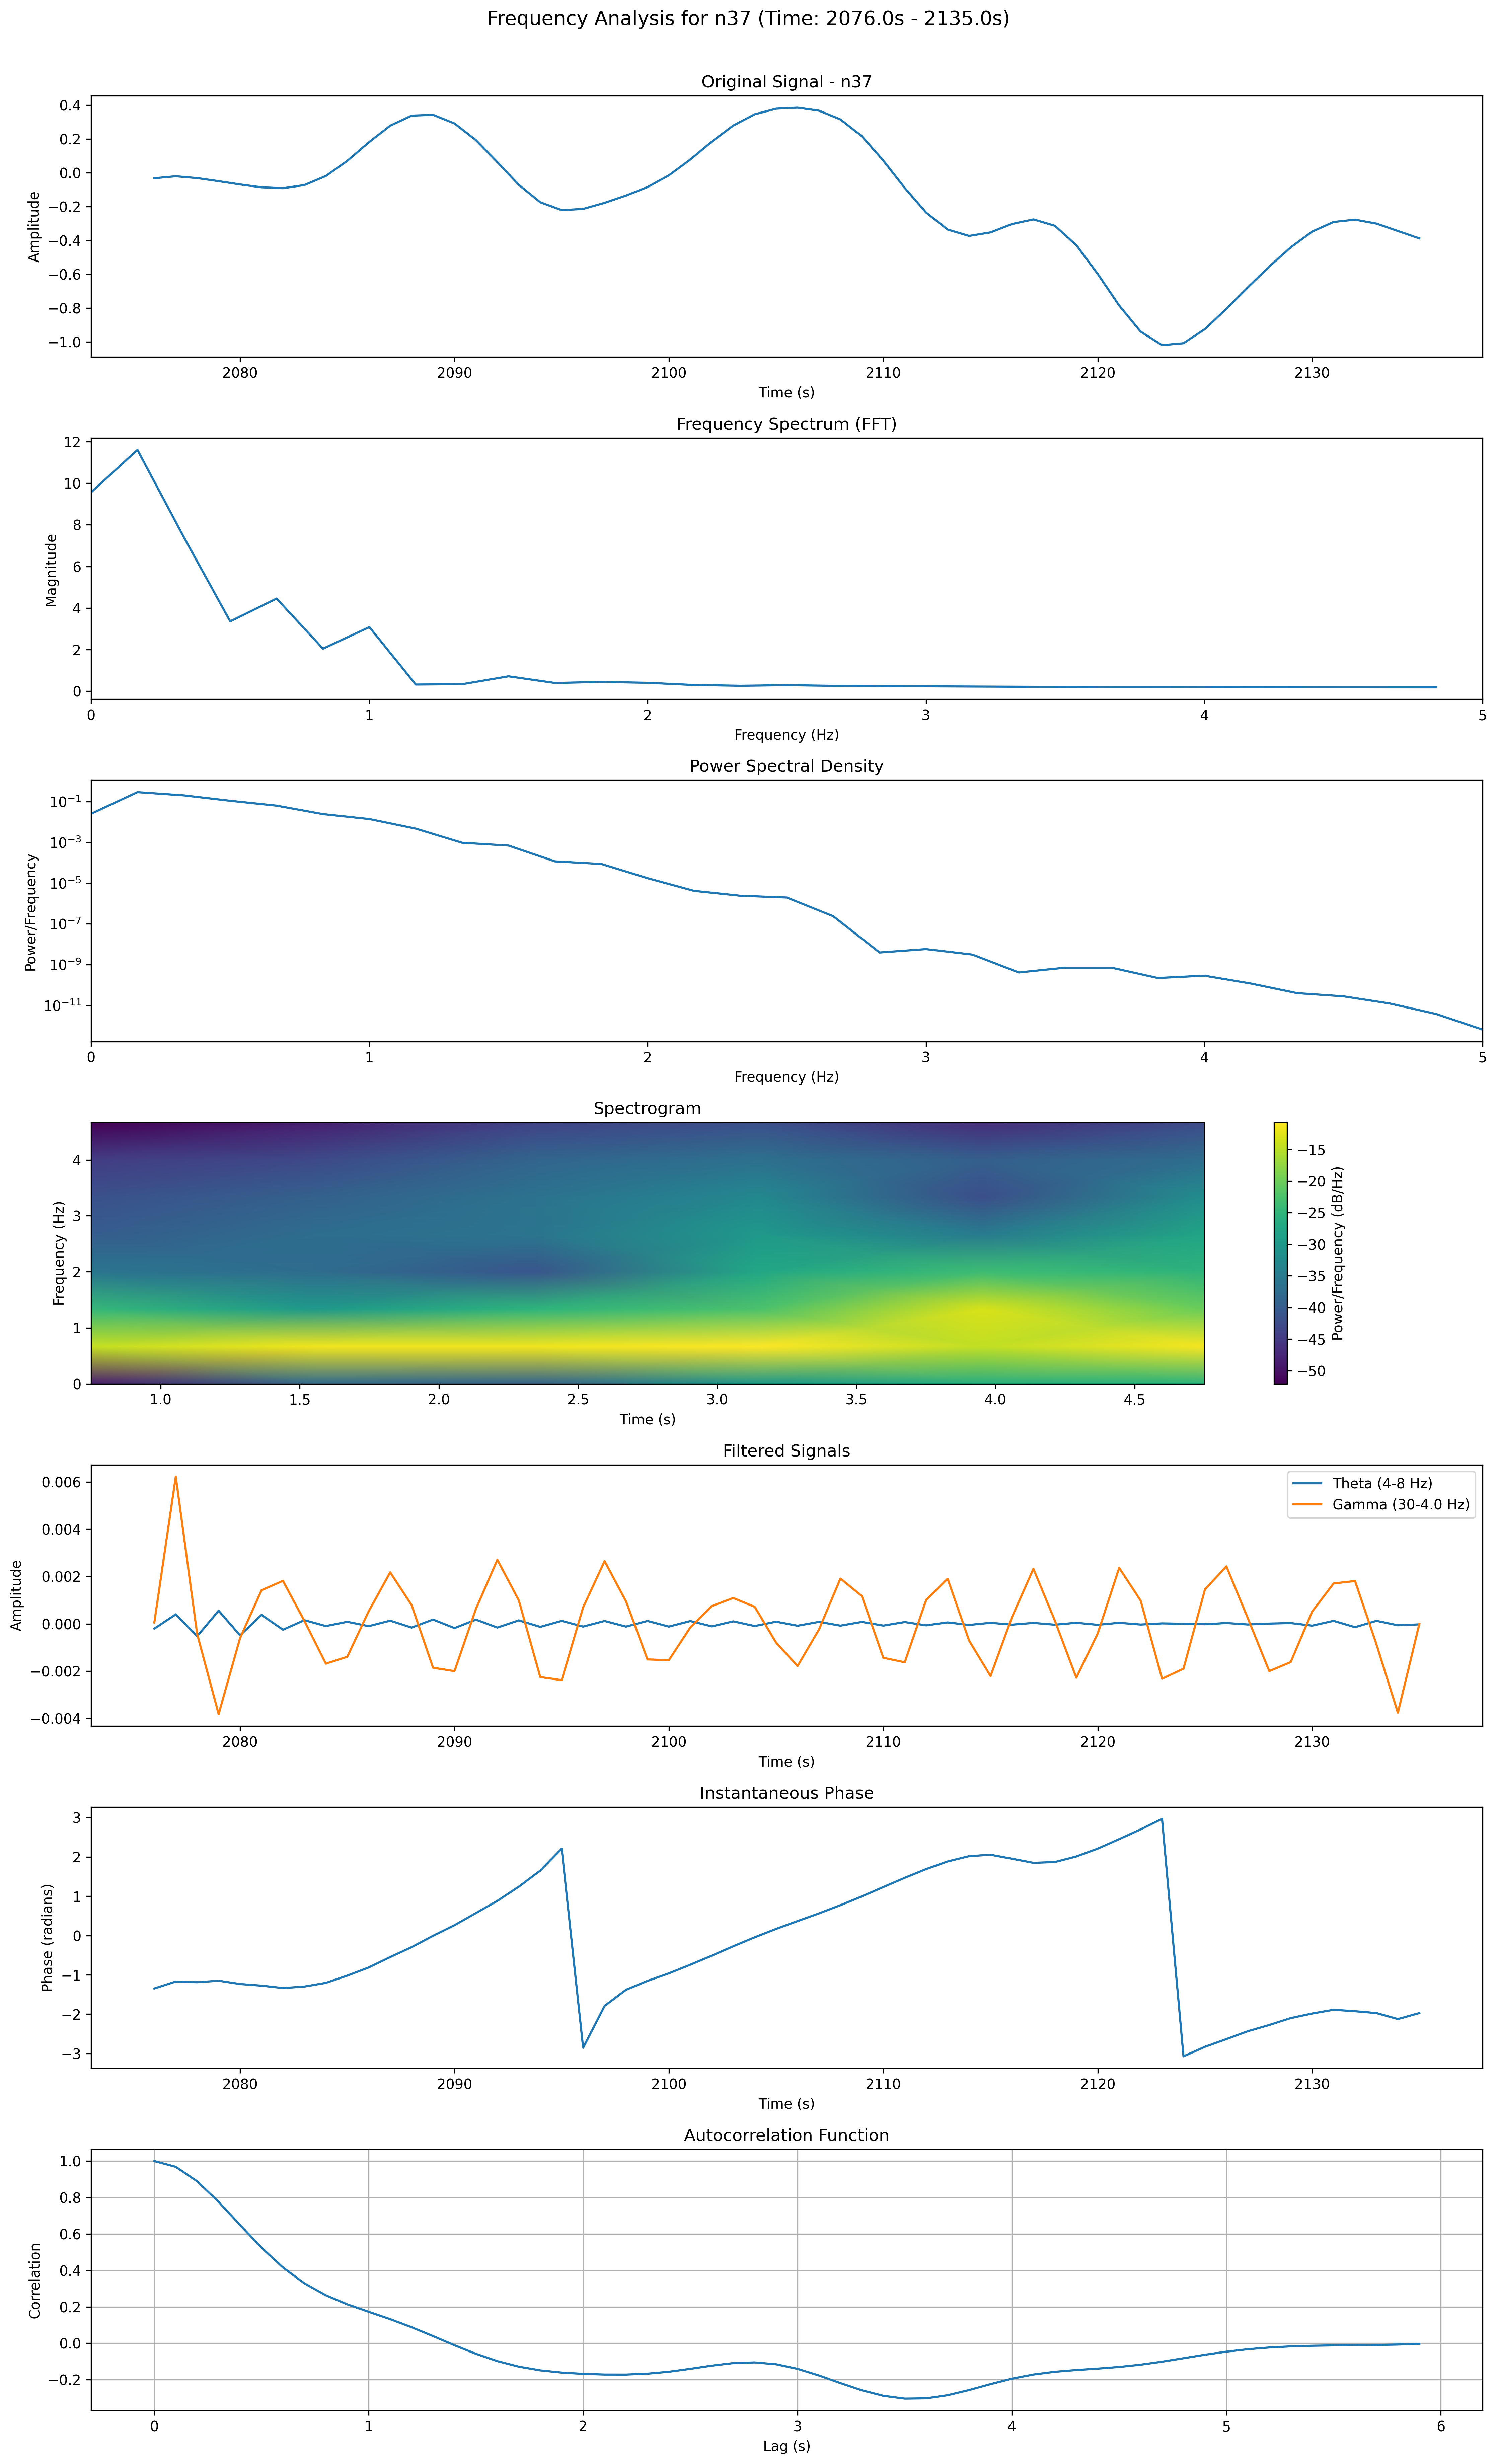 Frequency Analysis for n37 (Time: 2076.0s - 2135.0s)
Original Signal - n37
0.4
0.2
0.0
−0.2
−0.4
−0.6
−0.8
−1.0
Amplitude
2080 2090 2100 2110 2120 2130
Time (s)
Frequency Spectrum (FFT)
12
10
8
6
4
2
0
Magnitude
0 1 2 3 4 5
Frequency (Hz)
Power Spectral Density
10⁻¹
10⁻³
10⁻⁵
10⁻⁷
10⁻⁹
10⁻¹¹
Power/Frequency
0 1 2 3 4 5
Frequency (Hz)
Spectrogram
4
3
2
1
0
Frequency (Hz)
1.0 1.5 2.0 2.5 3.0 3.5 4.0 4.5
Time (s)
−15
−20
−25
−30
−35
−40
−45
−50
Power/Frequency (dB/Hz)
Filtered Signals
0.006
0.004
0.002
0.000
−0.002
−0.004
Amplitude
Theta (4-8 Hz)
Gamma (30-4.0 Hz)
2080 2090 2100 2110 2120 2130
Time (s)
Instantaneous Phase
3
2
1
0
−1
−2
−3
Phase (radians)
2080 2090 2100 2110 2120 2130
Time (s)
Autocorrelation Function
1.0
0.8
0.6
0.4
0.2
0.0
−0.2
Correlation
0 1 2 3 4 5 6
Lag (s)